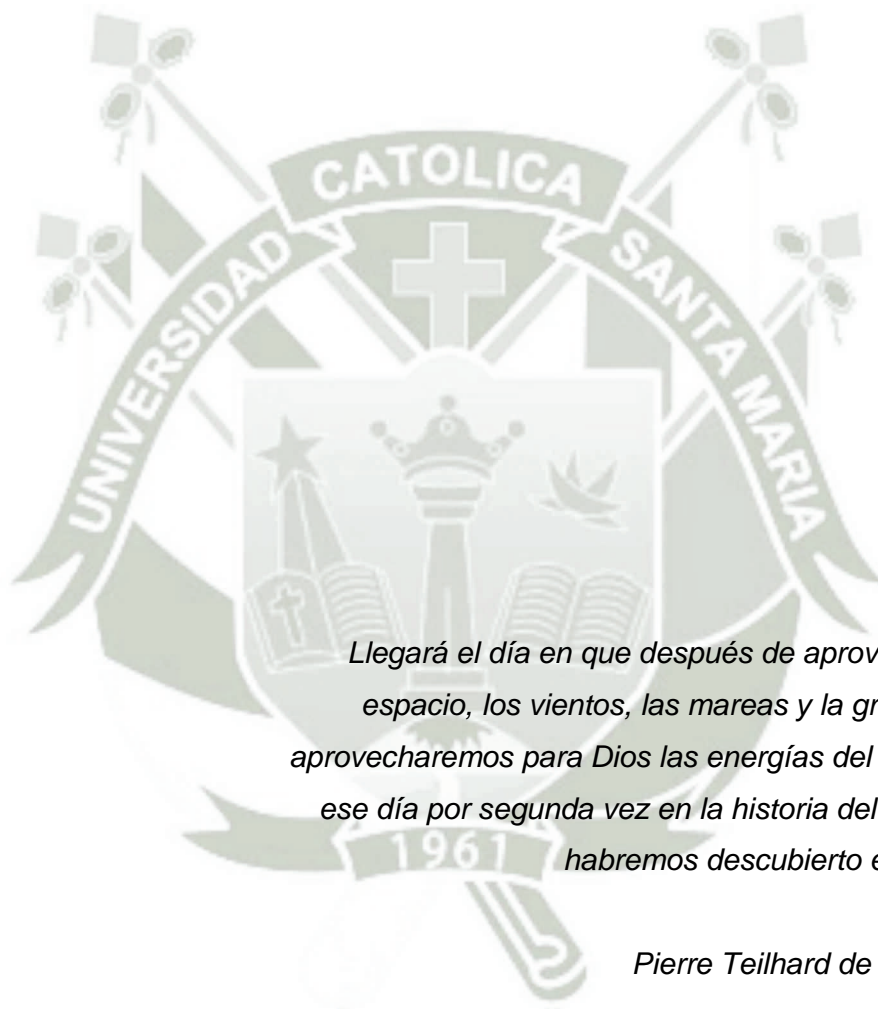 CATOLICA
UNIVERSIDAD
SANTA MARIA
Llegará el día en que después de aprov
espacio, los vientos, las mareas y la gr
aprovecharemos para Dios las energías del
ese día por segunda vez en la historia del
1961
habremos descubierto e
Pierre Teilhard de